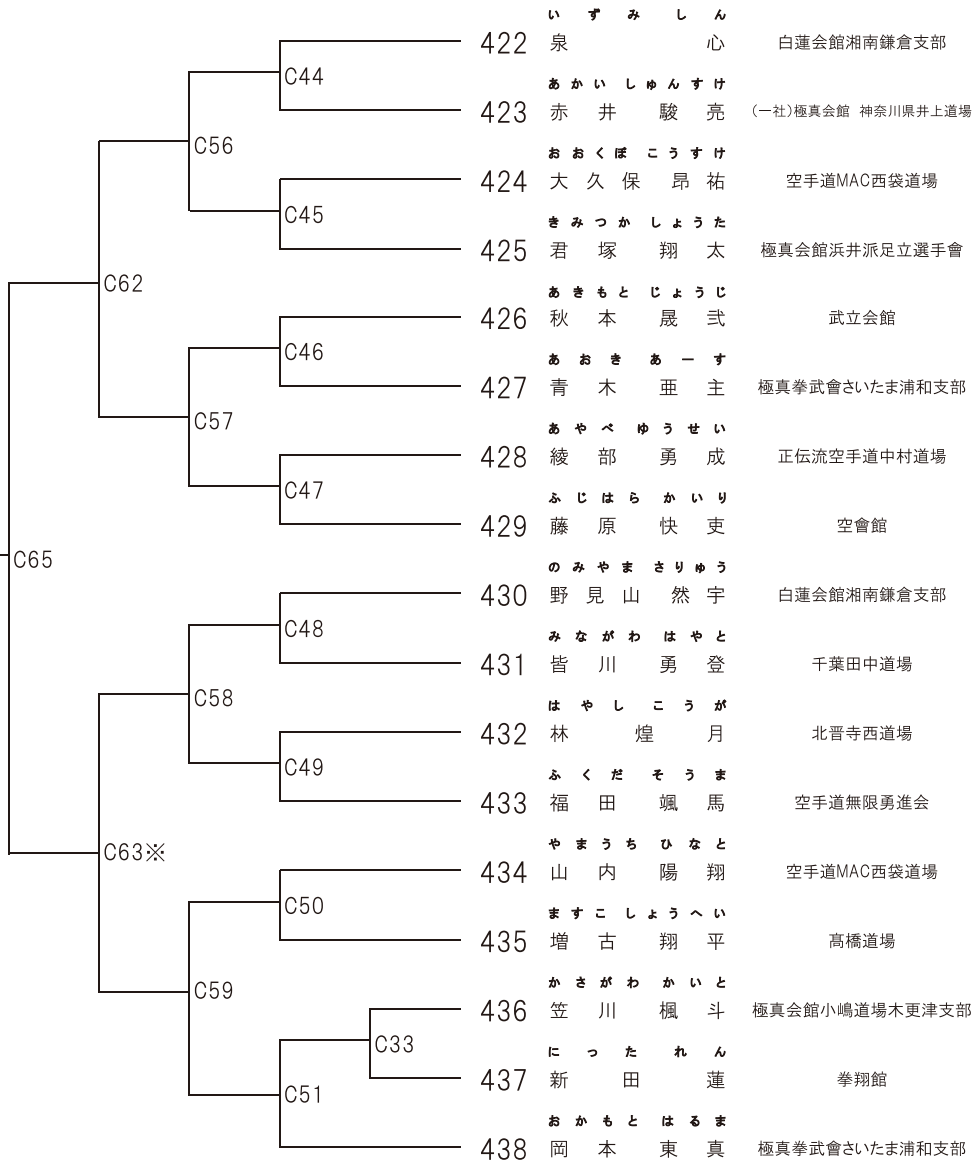 いずみ しん
422 泉 心 白蓮会館湘南鎌倉支部
C44
あかい しゅんすけ
423 赤井 駿亮 (一社)極真会館 神奈川県井上道場
C56
おおくぼ こうすけ
424 大久保 昂祐 空手道MAC西袋道場
C45
きみつか しょうた
425 君塚 翔太 極真会館浜井派足立選手會
C62
あきもと じょうじ
426 秋本 晟弐 武立会館
C46
あおき あーす
427 青木 亜主 極真拳武會さいたま浦和支部
C57
あやべ ゆうせい
428 綾部 勇成 正伝流空手道中村道場
C47
ふじはら かいり
429 藤原 快吏 空會館
C65
のみやま さりゅう
430 野見山 然宇 白蓮会館湘南鎌倉支部
C48
みながわ はやと
431 皆川 勇登 千葉田中道場
C58
はやし こうが
432 林 煌月 北晋寺西道場
C49
ふくだ そうま
433 福田 颯馬 空手道無限勇進会
C63※
やまうち ひなと
434 山内 陽翔 空手道MAC西袋道場
C50
ますこ しょうへい
435 増古 翔平 髙橋道場
C59
かさがわ かいと
436 笠川 楓斗 極真会館小嶋道場木更津支部
C33
にった れん
437 新田 蓮 拳翔館
C51
おかもと はるま
438 岡本 東真 極真拳武會さいたま浦和支部